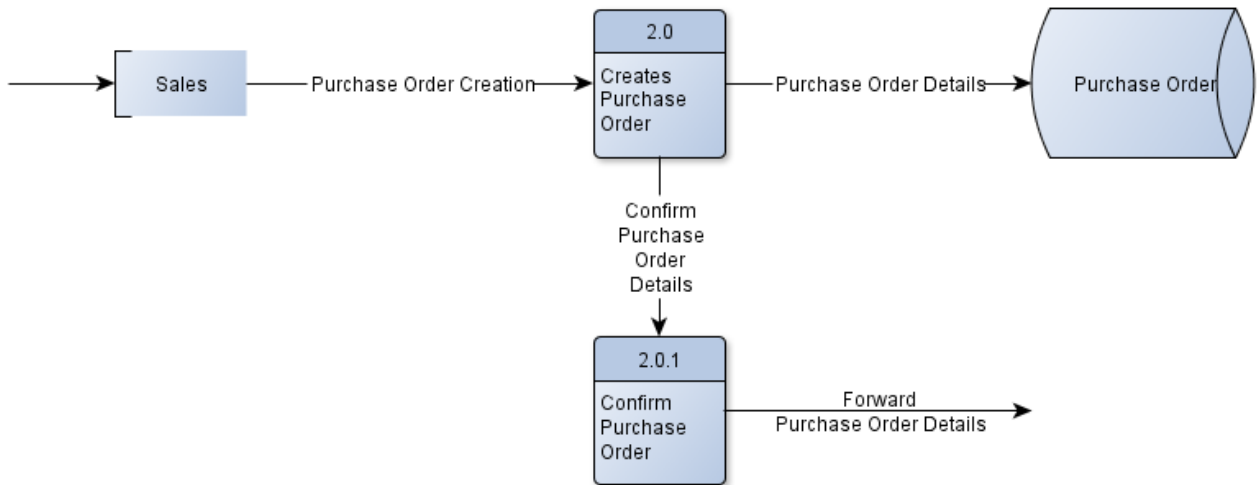 2.0
Sales
Purchase Order Creation
Creates
Purchase
Order
Purchase Order Details
Purchase Order
Confirm
Purchase
Order
Details
2.0.1
Confirm
Purchase
Order
Forward
Purchase Order Details